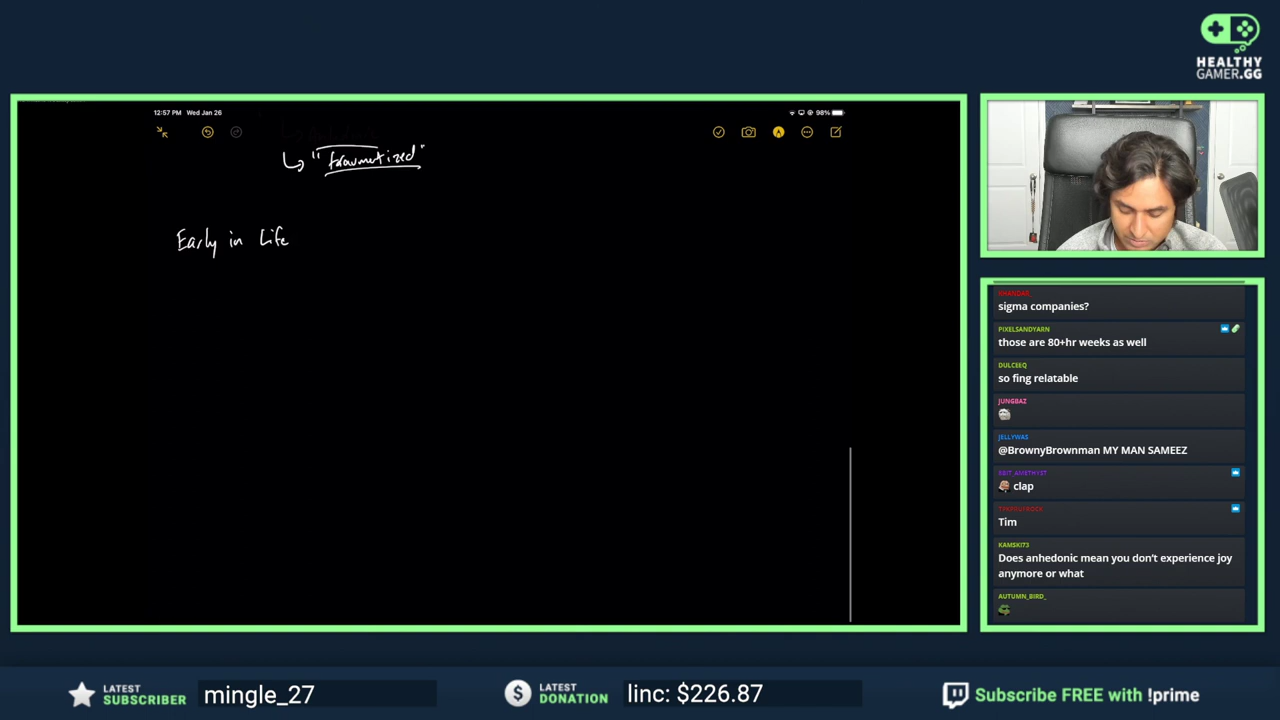 HEALTHY
GAMER.GG
12:57 PM Wed Jan 26
98%
↳ "traumatized"
Early in Life
sigma companies?
PIXELSANDYARN
those are 80+hr weeks as well
DULCEEQ
so fing relatable
JUNGBAZ
JELLYWAS
@BrownyBrownman MY MAN SAMEEZ
clap
Tim
KAMSKI73
Does anhedonic mean you don't experience joy
anymore or what
AUTUMN_BIRD_
LATEST
SUBSCRIBER
mingle_27
LATEST
DONATION
linc: $226.87
Subscribe FREE with !prime